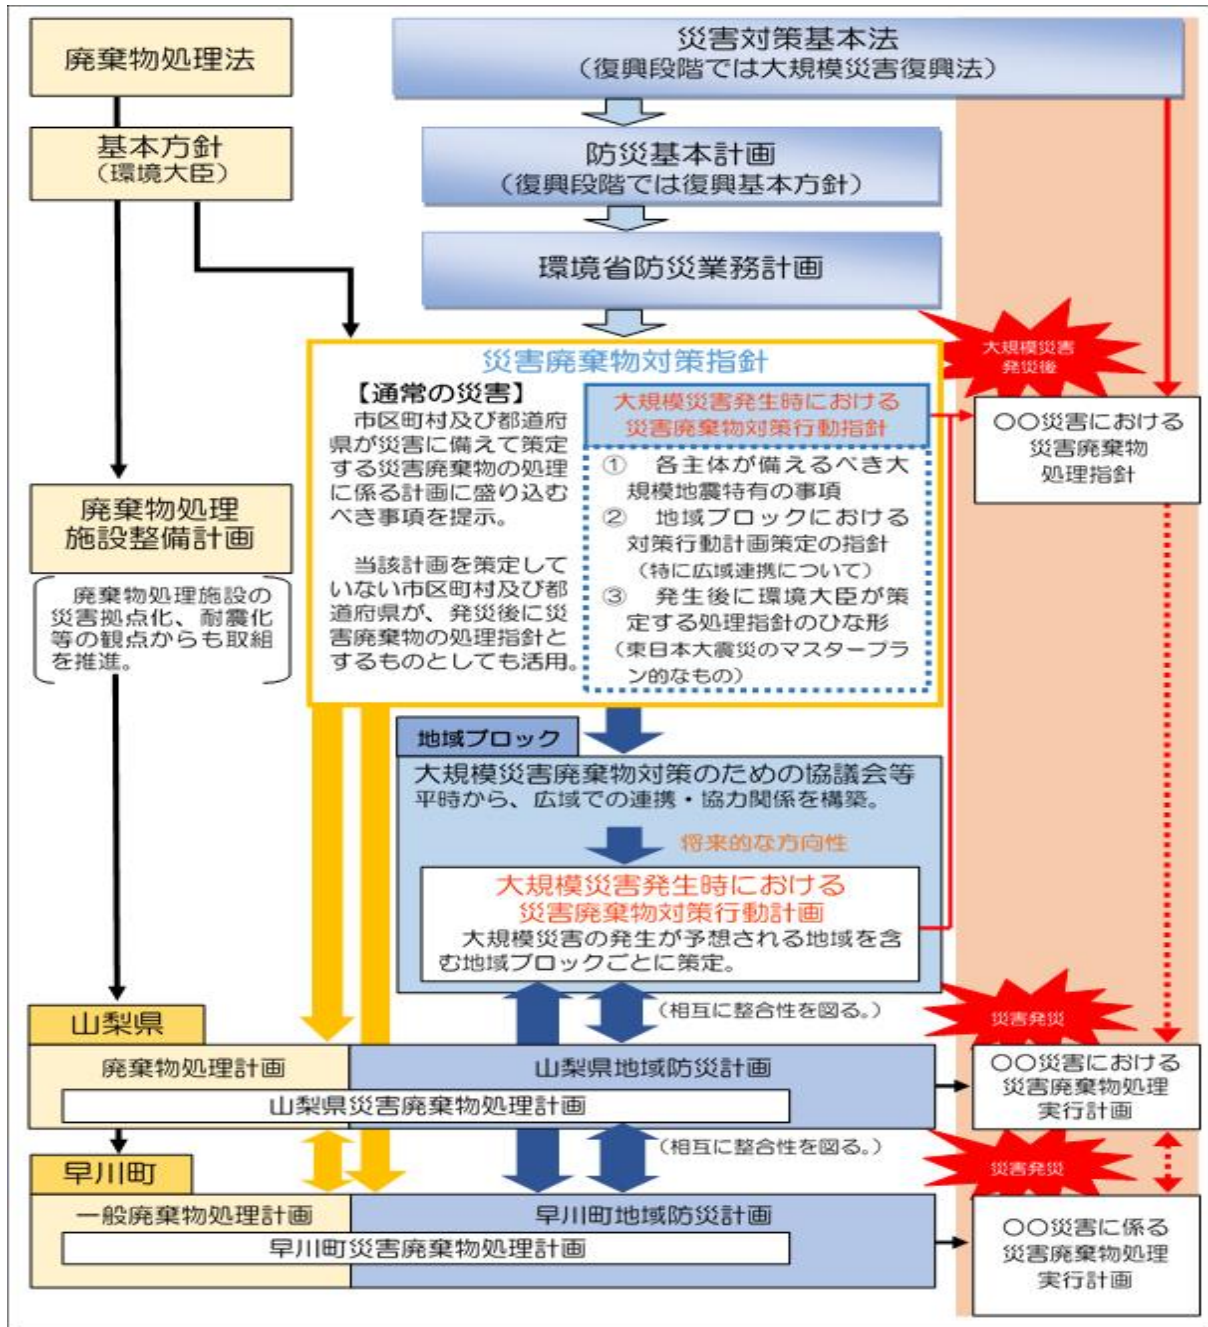 廃棄物処理法
災害対策基本法
（復興段階では大規模災害復興法）
基本方針
（環境大臣）
防災基本計画
（復興段階では復興基本方針）
環境省防災業務計画
大規模災害
発災後
災害廃棄物対策指針
【通常の災害】
市区町村及び都道府
県が災害に備えて策定
する災害廃棄物の処理
に係る計画に盛り込む
べき事項を提示。
当該計画を策定して
いない市区町村及び都
道府県が、発災後に災
害廃棄物の処理指針と
するものとしても活用。
大規模災害発生時における
災害廃棄物対策行動指針
① 各主体が備えるべき大
規模地震特有の事項
② 地域ブロックにおける
対策行動計画策定の指針
（特に広域連携について）
③ 発生後に環境大臣が策
定する処理指針のひな形
（東日本大震災のマスタープラ
ン的なもの）
〇〇災害における
災害廃棄物
処理指針
廃棄物処理
施設整備計画
廃棄物処理施設の
災害拠点化、耐震化
等の観点からも取組
を推進。
地域ブロック
大規模災害廃棄物対策のための協議会等
平時から、広域での連携・協力関係を構築。
将来的な方向性
大規模災害発生時における
災害廃棄物対策行動計画
大規模災害の発生が予想される地域を含
む地域ブロックごとに策定。
（相互に整合性を図る。）
災害発災
山梨県
廃棄物処理計画
山梨県地域防災計画
山梨県災害廃棄物処理計画
〇〇災害における
災害廃棄物処理
実行計画
（相互に整合性を図る。）
災害発災
早川町
一般廃棄物処理計画
早川町地域防災計画
早川町災害廃棄物処理計画
〇〇災害に係る
災害廃棄物処理
実行計画